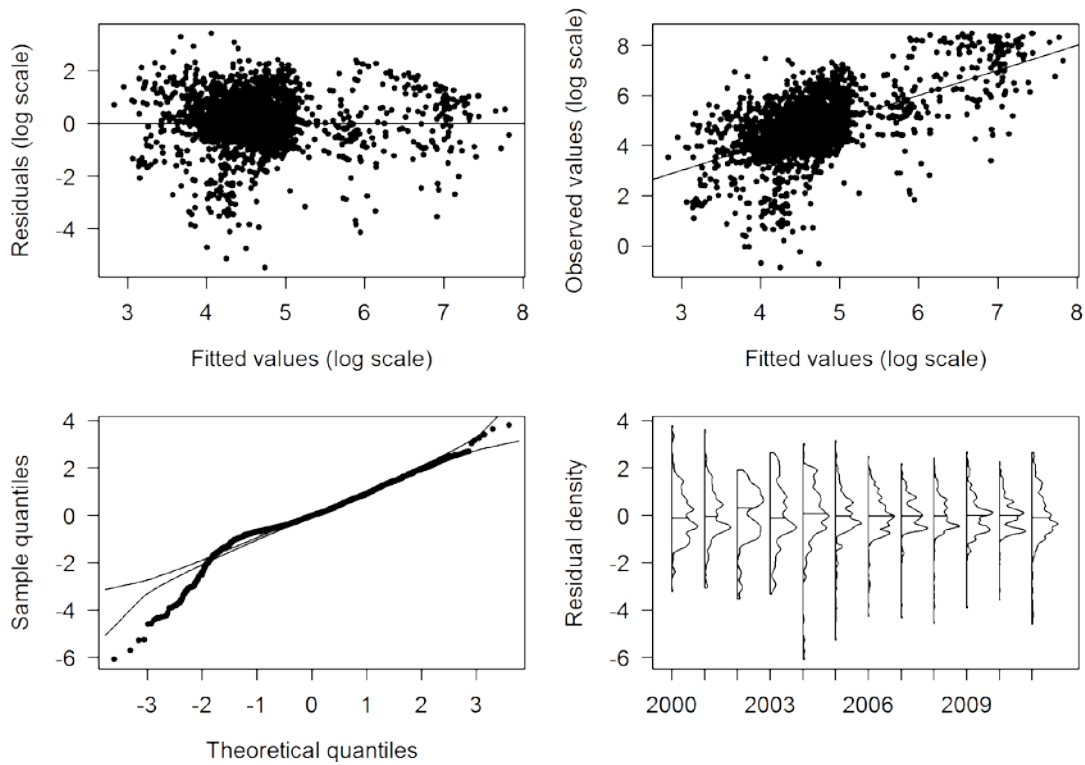 Residuals (log scale)
2
0
-2
-4
3 4 5 6 7 8
Fitted values (log scale)
Observed values (log scale)
8
6
4
2
0
3 4 5 6 7 8
Fitted values (log scale)
Sample quantiles
4
2
0
-2
-4
-6
-3 -2 -1 0 1 2 3
Theoretical quantiles
Residual density
4
2
0
-2
-4
-6
2000 2003 2006 2009